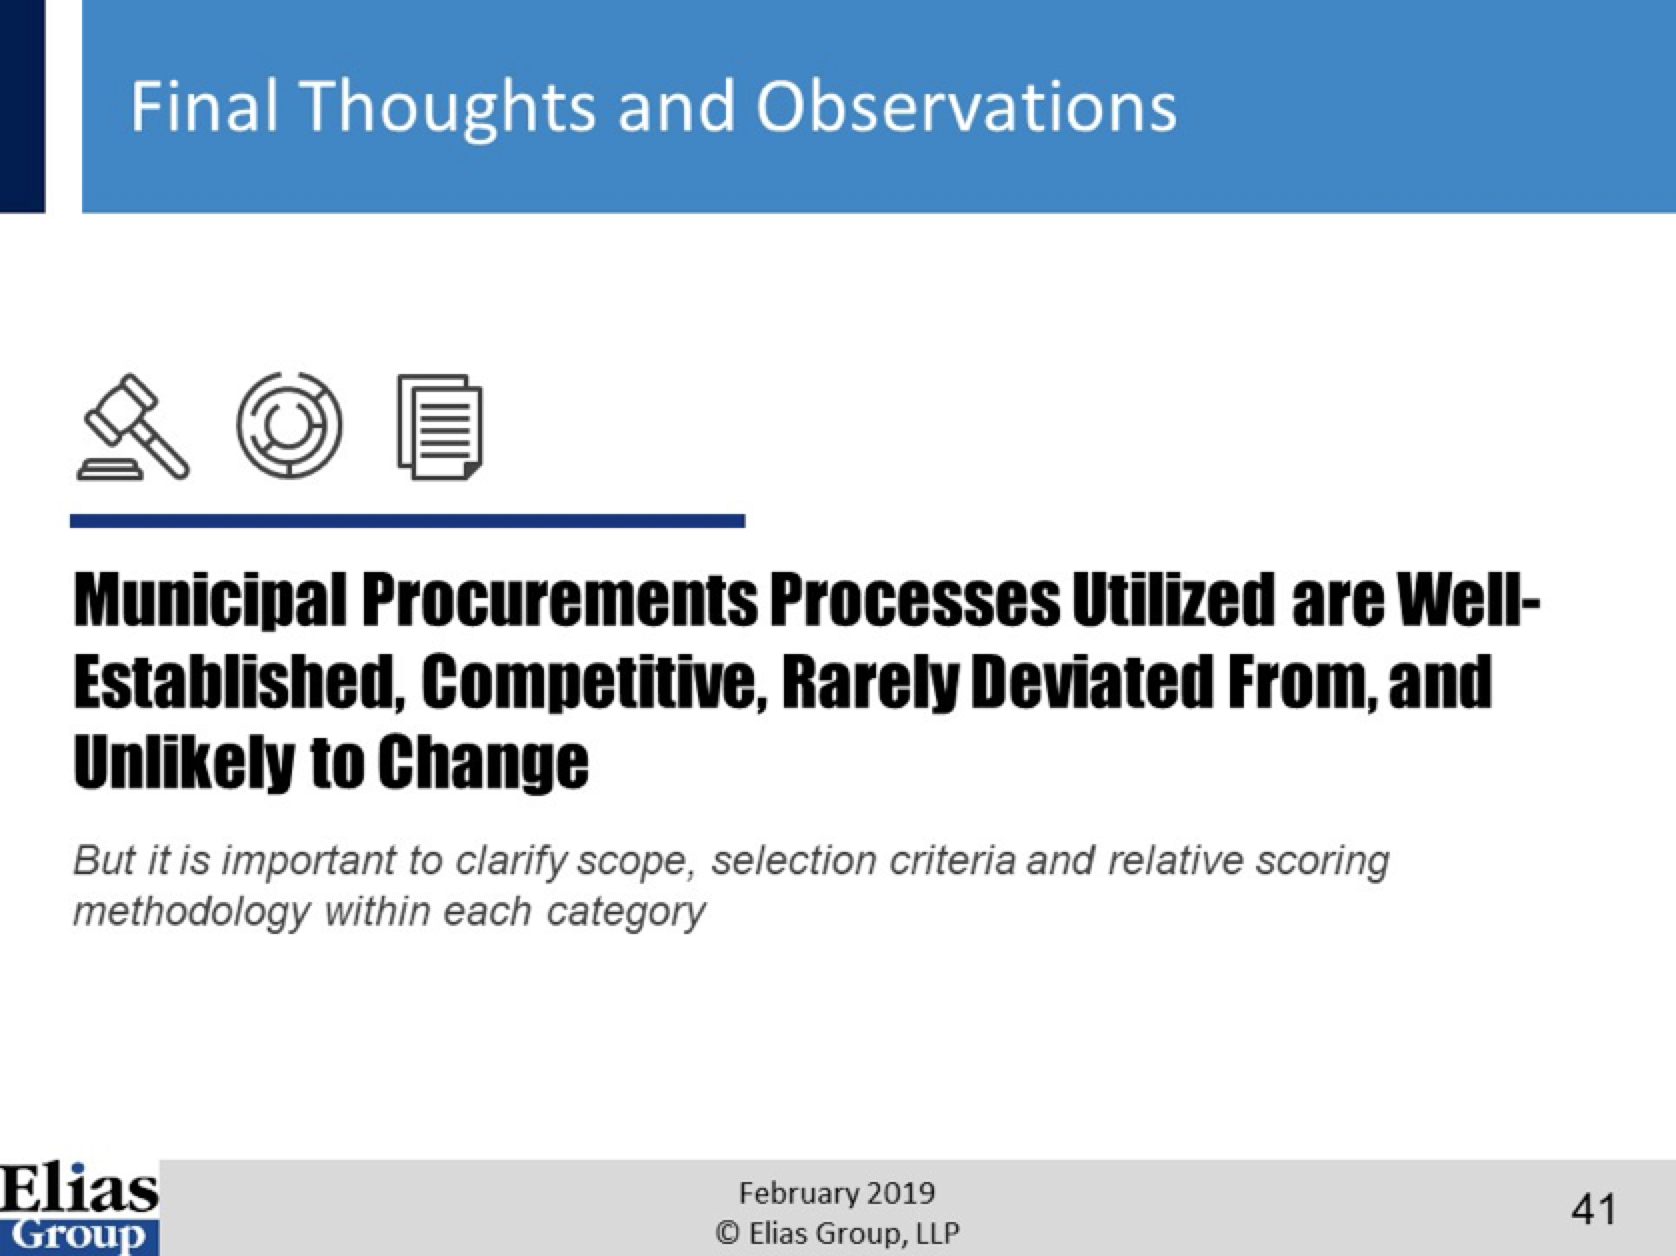 Final Thoughts and Observations
Municipal Procurements Processes Utilized are Well-
Established, Competitive, Rarely Deviated From, and
Unlikely to Change
But it is important to clarify scope, selection criteria and relative scoring
methodology within each category
Elias
Group
February 2019
© Elias Group, LLP
41